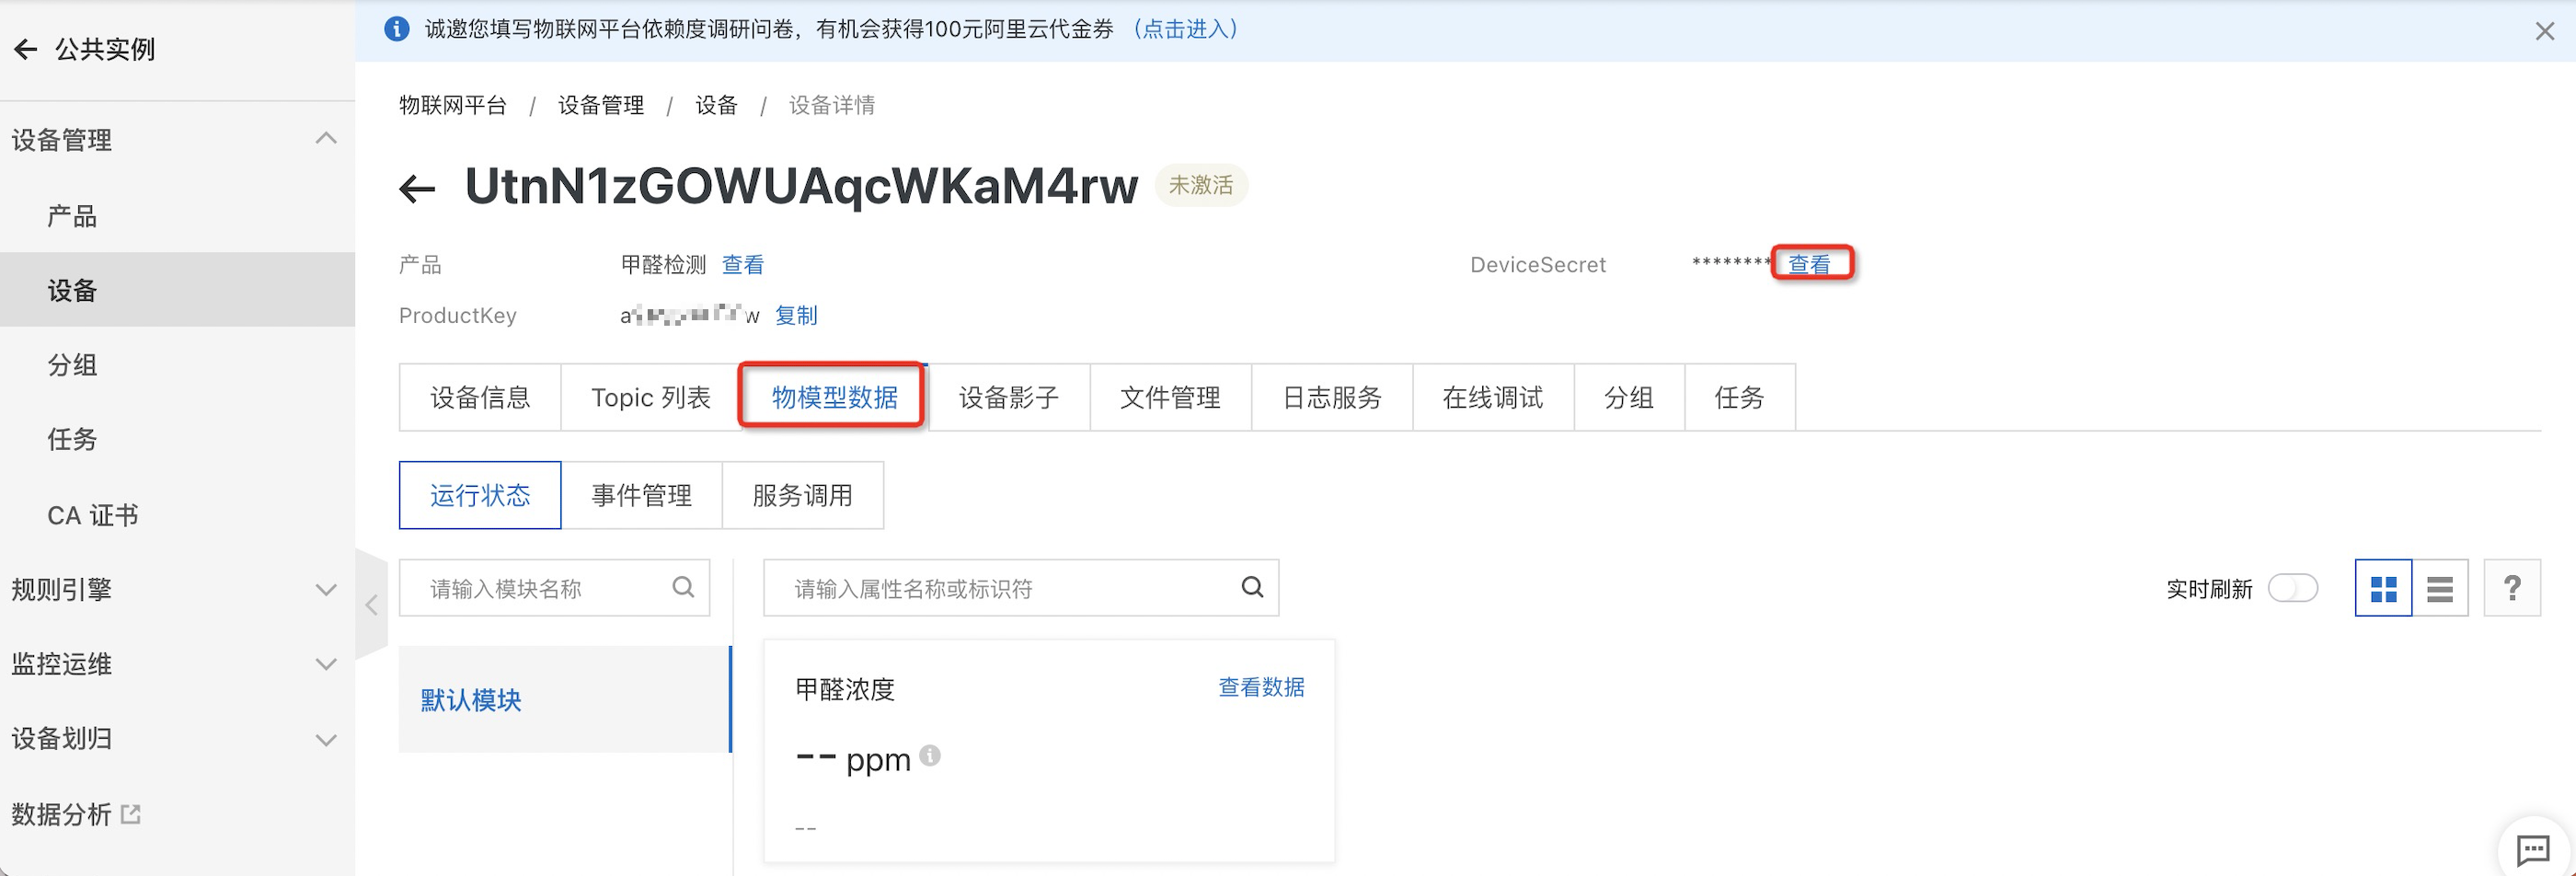 诚邀您填写物联网平台依赖度调研问卷，有机会获得100元阿里云代金券 （点击进入）
公共实例
设备管理
产品
设备
分组
任务
CA 证书
规则引擎
监控运维
设备划归
数据分析
物联网平台 / 设备管理 / 设备 / 设备详情
UtnN1zGOWUAqcWKaM4rw 未激活
产品 甲醛检测 查看 DeviceSecret ******** 查看
ProductKey a w 复制
设备信息 Topic 列表 物模型数据 设备影子 文件管理 日志服务 在线调试 分组 任务
运行状态 事件管理 服务调用
请输入模块名称 请输入属性名称或标识符 实时刷新 ?
默认模块
甲醛浓度 查看数据
-- ppm
--